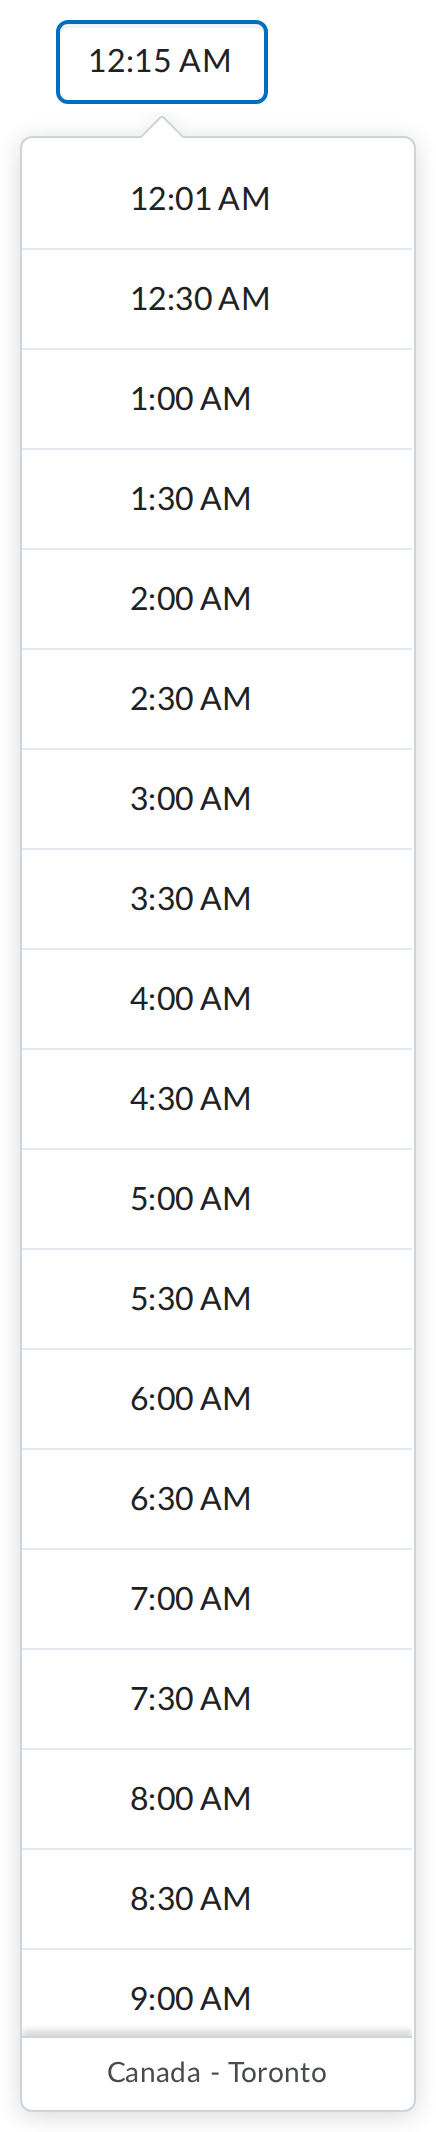 12:15 AM
12:01 AM
12:30 AM
1:00 AM
1:30 AM
2:00 AM
2:30 AM
3:00 AM
3:30 AM
4:00 AM
4:30 AM
5:00 AM
5:30 AM
6:00 AM
6:30 AM
7:00 AM
7:30 AM
8:00 AM
8:30 AM
9:00 AM
Canada - Toronto